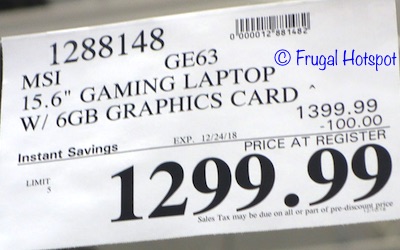 0000012881482
1288148
© Frugal Hotspot
MSI GE63
15.6" GAMING LAPTOP
W/ 6GB GRAPHICS CARD
1399.99
-100.00
Instant Savings EXP. 12/24/18 PRICE AT REGISTER
LIMIT
5
1299.99
Sales Tax may be due on all or part of pre-discount price